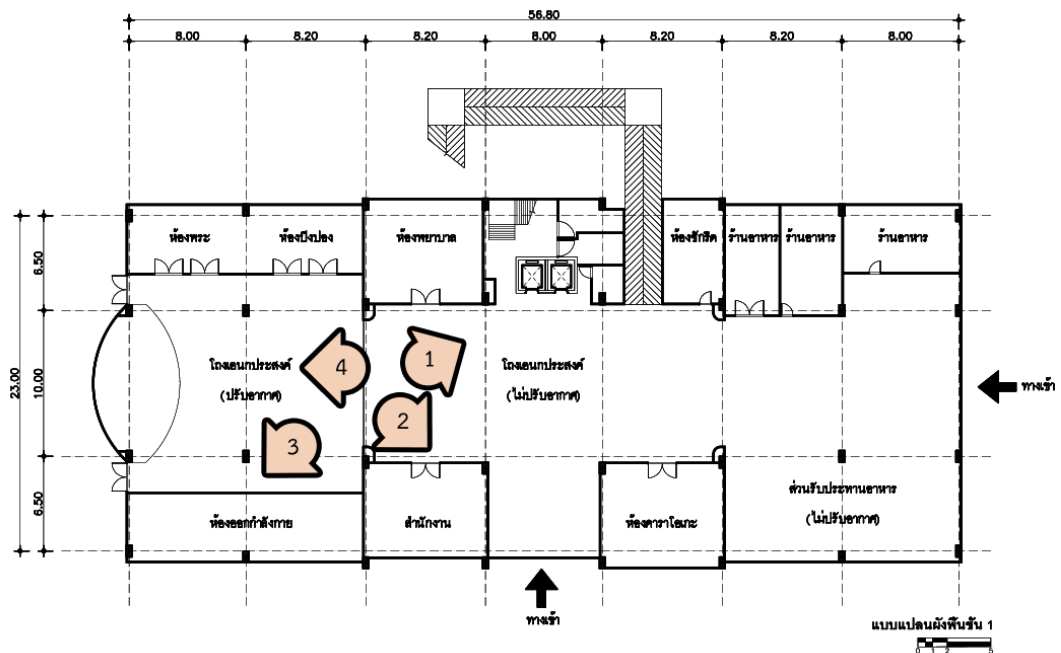 56.80
8.00 8.20 8.20 8.00 8.20 8.20 8.00
23.00
6.50
10.00
6.50
ห้องพระ ห้องปิงปอง ห้องพยาบาล ห้องซักรีด ร้านอาหาร ร้านอาหาร ร้านอาหาร
โถงเอนกประสงค์
(ปรับอากาศ)
4
1
โถงเอนกประสงค์
(ไม่ปรับอากาศ)
ทางเข้า
3
2
ห้องออกกำลังกาย สำนักงาน ห้องคาราโอเกะ
ส่วนรับประทานอาหาร
(ไม่ปรับอากาศ)
ทางเข้า
แบบแปลนผังพื้นชั้น 1
0 1 2 5